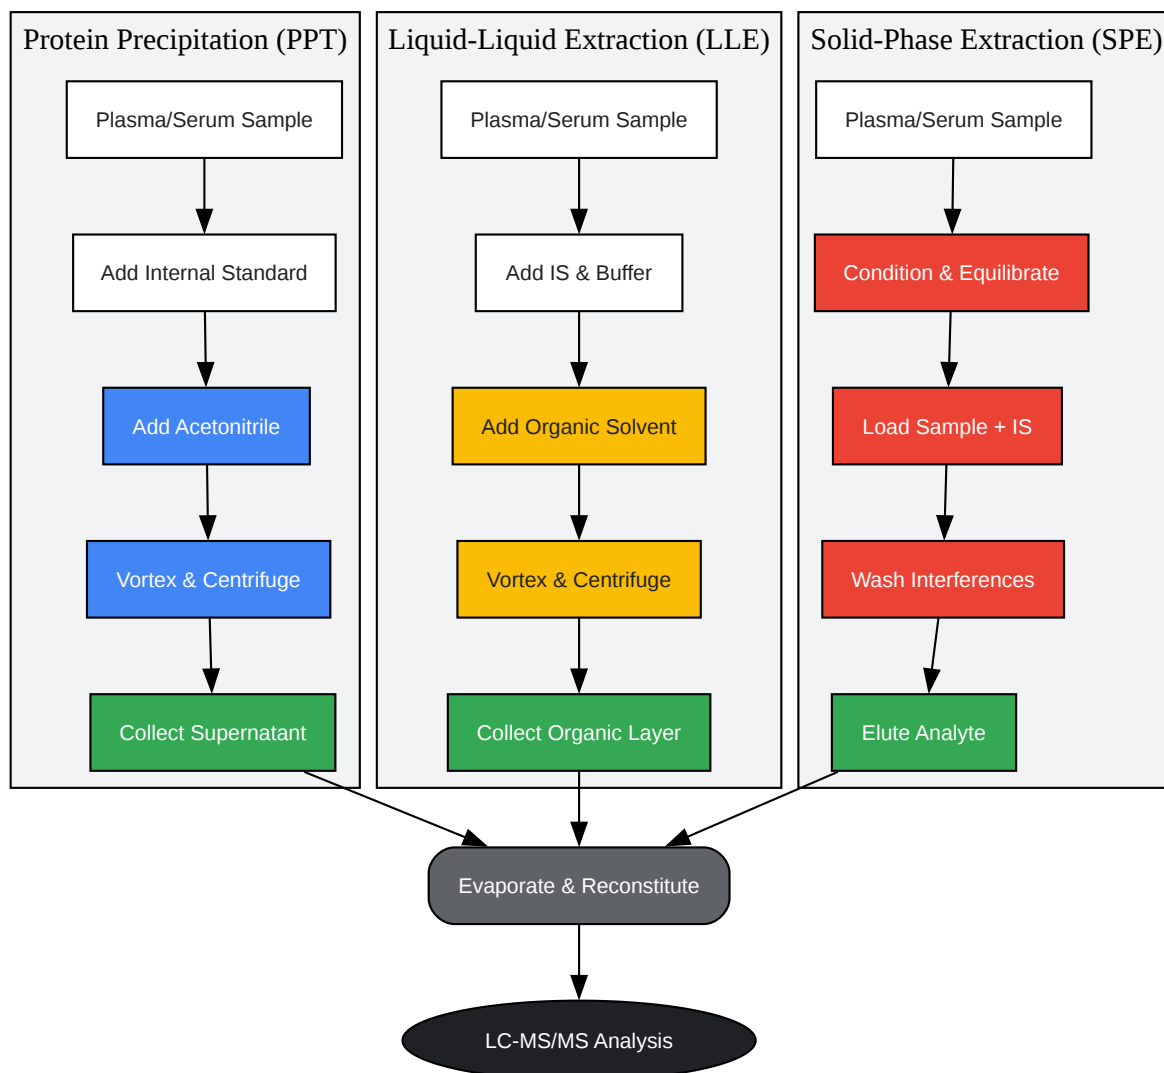 Protein Precipitation (PPT)
Plasma/Serum Sample
Add Internal Standard
Add Acetonitrile
Vortex & Centrifuge
Collect Supernatant
Liquid-Liquid Extraction (LLE)
Plasma/Serum Sample
Add IS & Buffer
Add Organic Solvent
Vortex & Centrifuge
Collect Organic Layer
Solid-Phase Extraction (SPE)
Plasma/Serum Sample
Condition & Equilibrate
Load Sample + IS
Wash Interferences
Elute Analyte
Evaporate & Reconstitute
LC-MS/MS Analysis